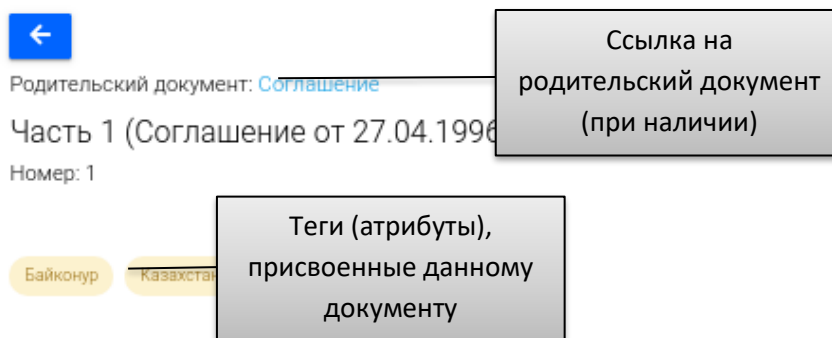 Ссылка на
родительский документ
(при наличии)
Родительский документ: Соглашение
Часть 1 (Соглашение от 27.04.1996
Номер: 1
Теги (атрибуты),
присвоенные данному
документу
Байконур
Казахстан